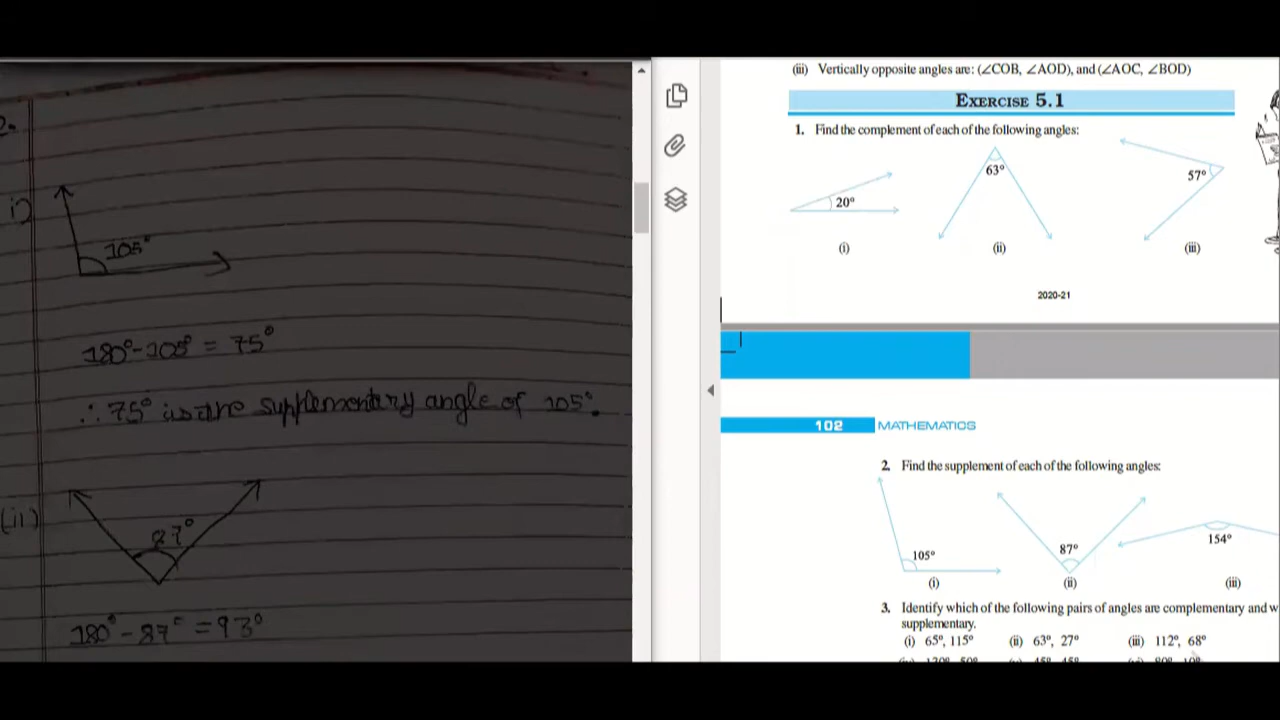 2.
i)
105°
180° - 105° = 75°
∴ 75° is the supplementary angle of 105°.
(ii)
87°
180° - 87° = 93°
(iii) Vertically opposite angles are: (∠COB, ∠AOD), and (∠AOC, ∠BOD)
EXERCISE 5.1
1. Find the complement of each of the following angles:
20° 63° 57°
(i) (ii) (iii)
2020-21
102 MATHEMATICS
2. Find the supplement of each of the following angles:
105° 87° 154°
(i) (ii) (iii)
3. Identify which of the following pairs of angles are complementary and w
supplementary.
(i) 65°, 115° (ii) 63°, 27° (iii) 112°, 68°